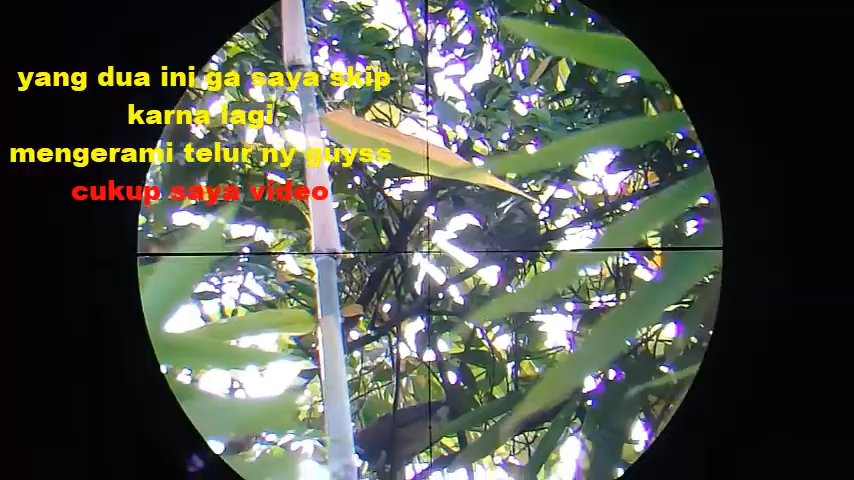 yang dua ini ga saya skip
karna lagi
mengerami telur ny guyss
cukup saya video